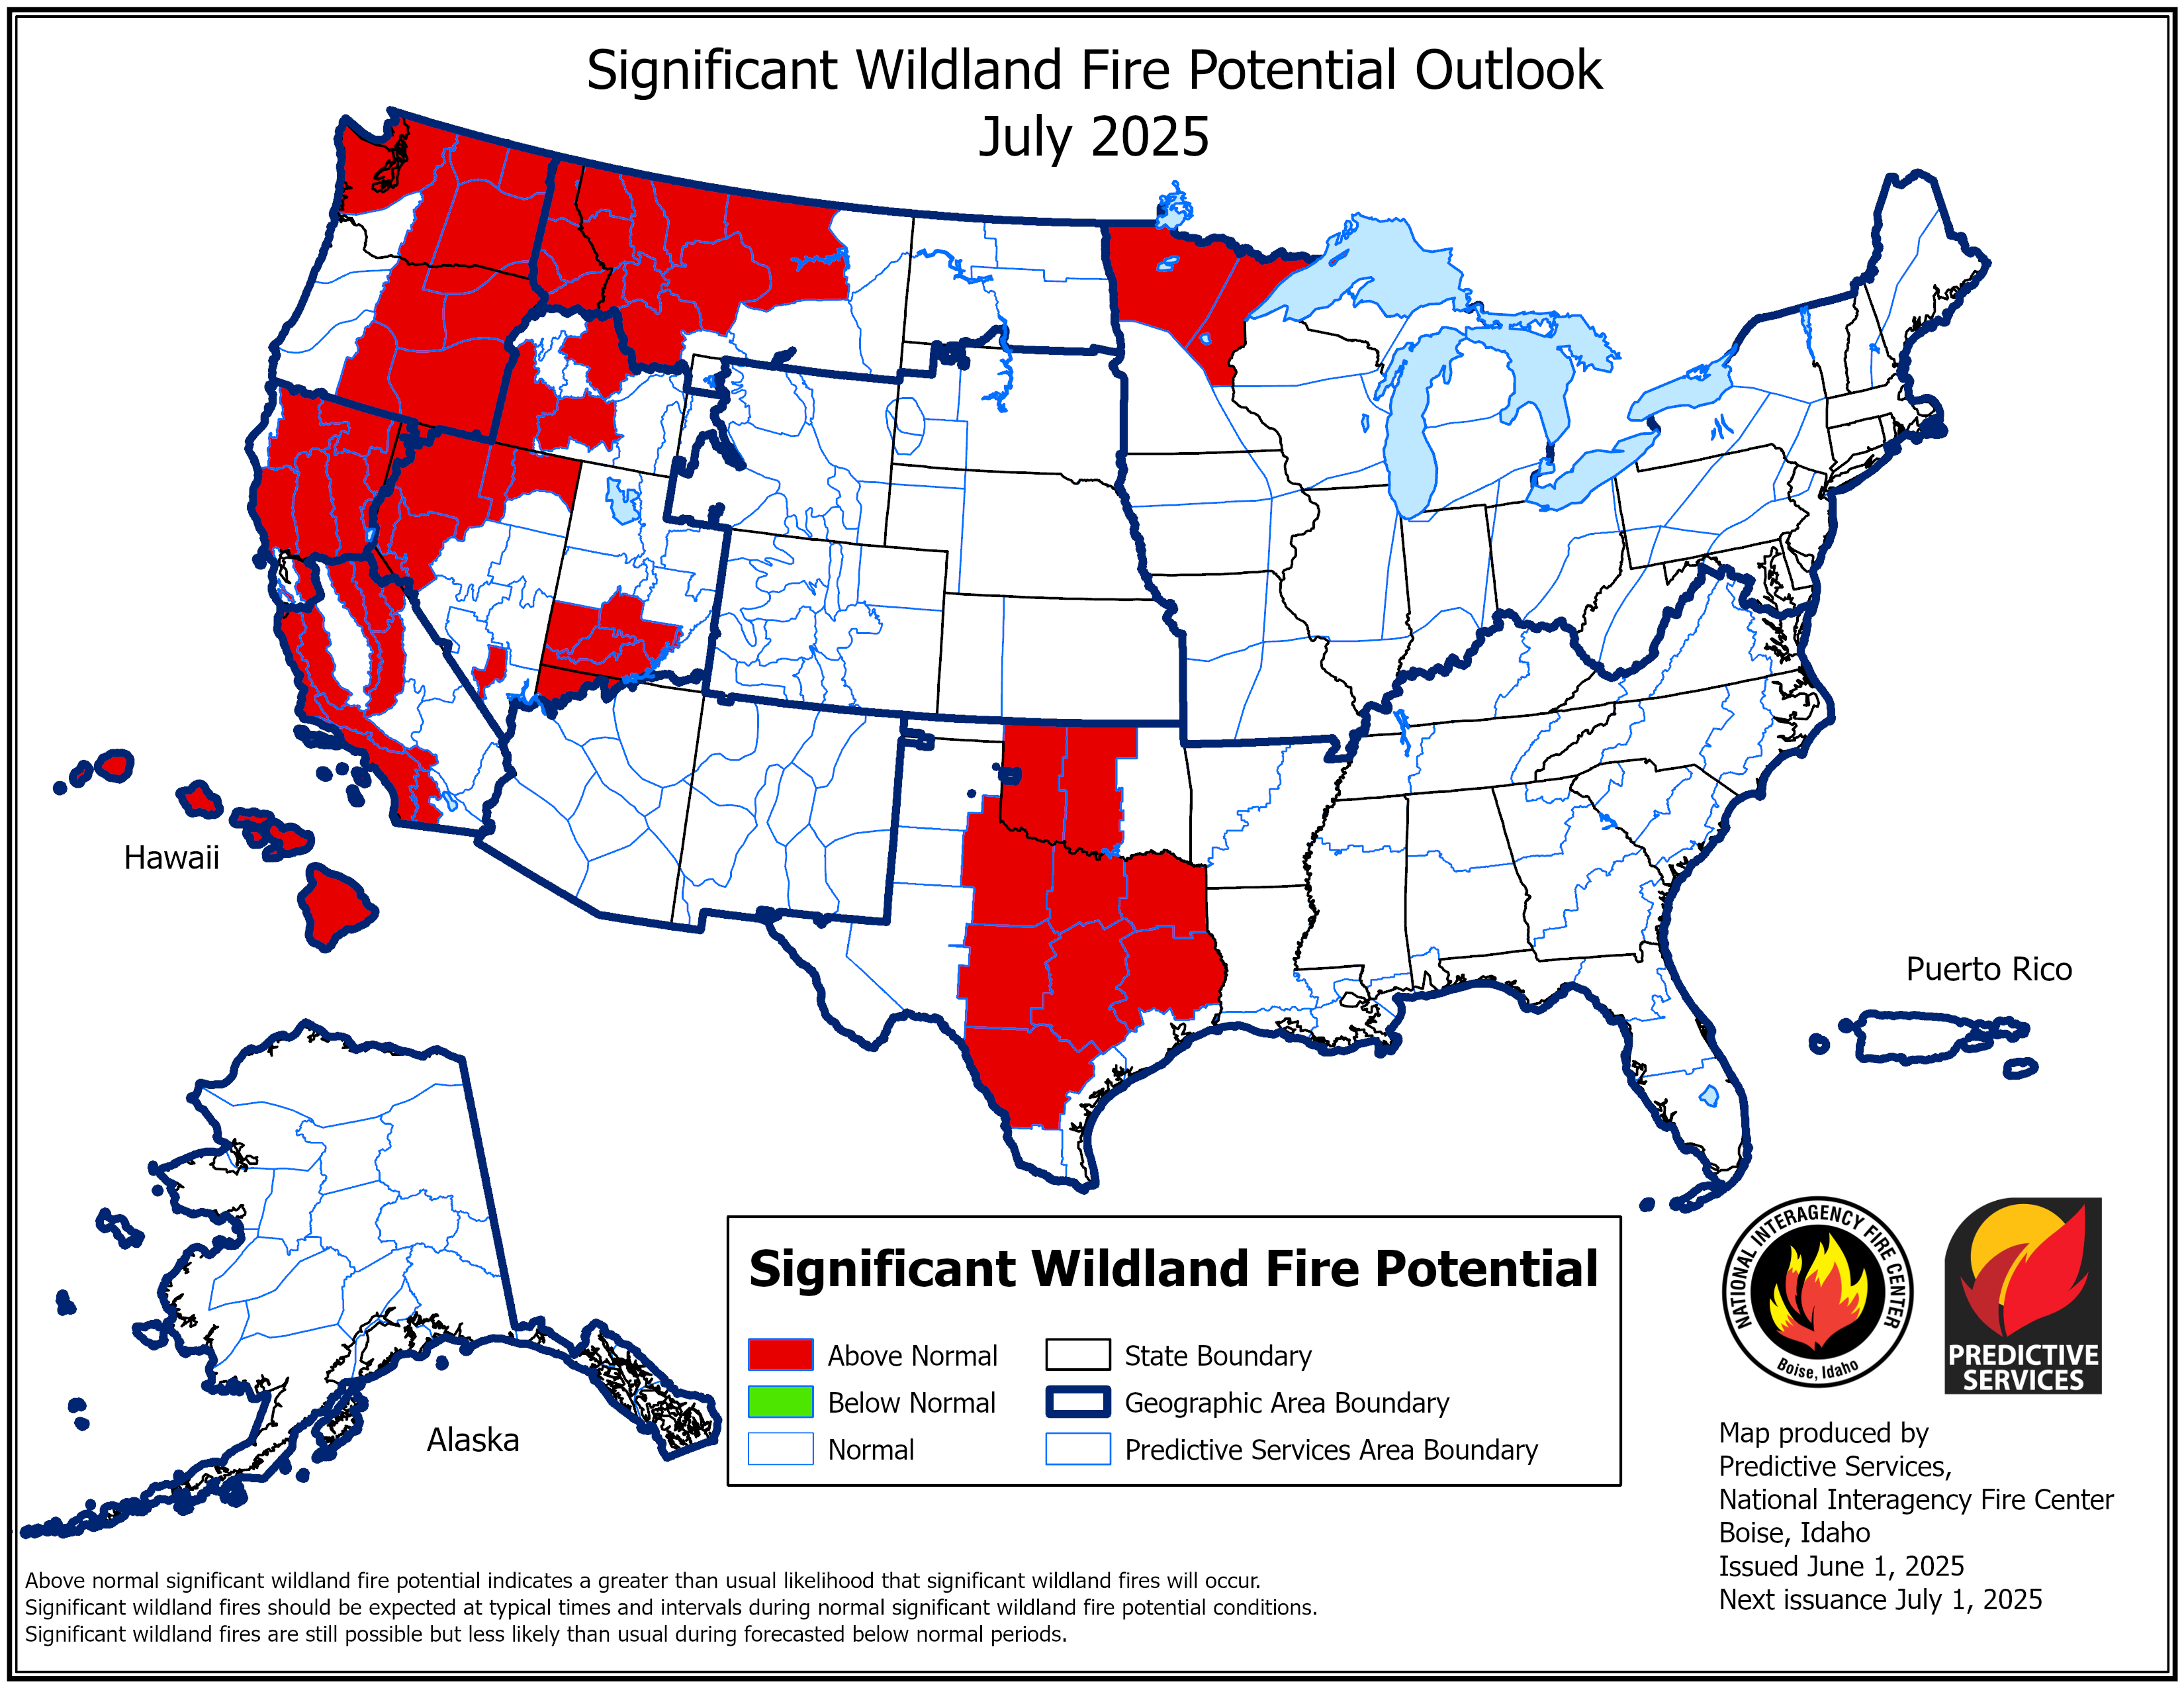 Significant Wildland Fire Potential Outlook
July 2025
Hawaii
Puerto Rico
Alaska
Significant Wildland Fire Potential
Above Normal
State Boundary
Below Normal
Geographic Area Boundary
Normal
Predictive Services Area Boundary
NATIONAL INTERAGENCY FIRE CENTER
Boise, Idaho
PREDICTIVE
SERVICES
Map produced by
Predictive Services,
National Interagency Fire Center
Boise, Idaho
Issued June 1, 2025
Next issuance July 1, 2025
Above normal significant wildland fire potential indicates a greater than usual likelihood that significant wildland fires will occur.
Significant wildland fires should be expected at typical times and intervals during normal significant wildland fire potential conditions.
Significant wildland fires are still possible but less likely than usual during forecasted below normal periods.